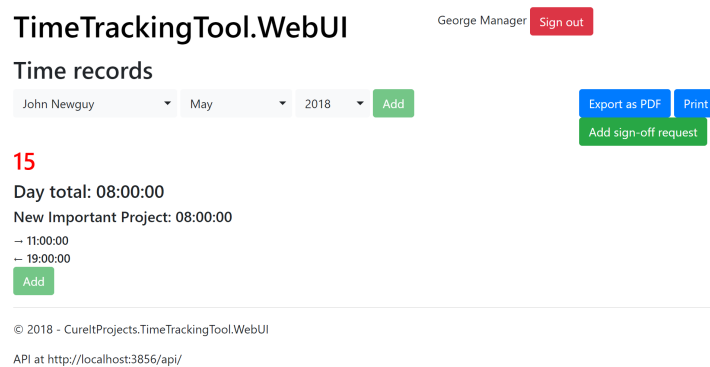 TimeTrackingTool.WebUI
George Manager Sign out
Time records
John Newguy May 2018 Add Export as PDF Print
Add sign-off request
15
Day total: 08:00:00
New Important Project: 08:00:00
→ 11:00:00
← 19:00:00
Add
© 2018 - CureItProjects.TimeTrackingTool.WebUI
API at http://localhost:3856/api/